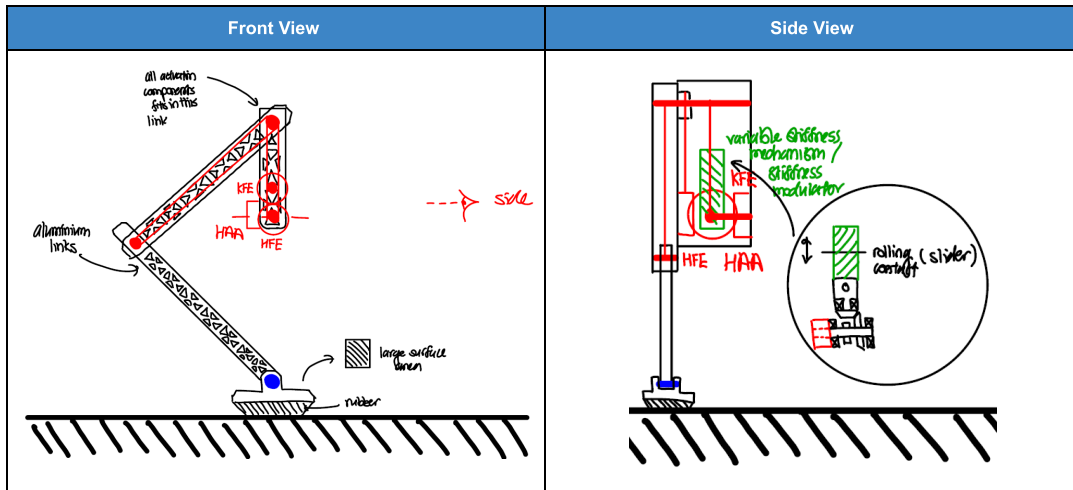 Front View
Side View
all actuation
components
fits in this
link
KFE
HAA
HFE
aluminium
links
side
large surface
area
rubber
variable stiffness
mechanism /
stiffness
modulator
KFE
HFE
HAA
rolling
contact
(slider)